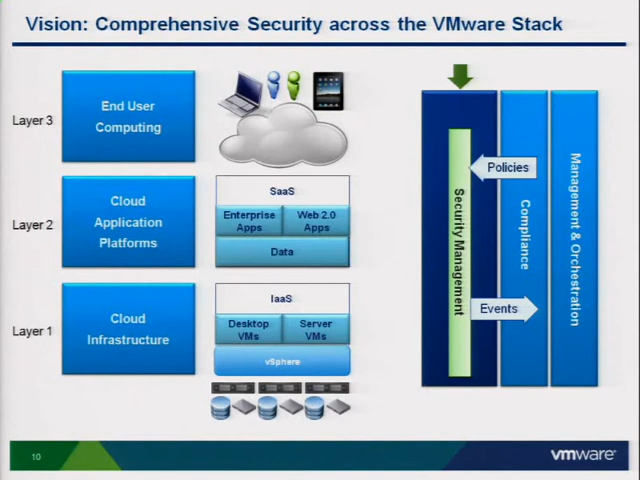 Vision: Comprehensive Security across the VMware Stack
Layer 3
End User
Computing
Layer 2
Cloud
Application
Platforms
SaaS
Enterprise
Apps
Web 2.0
Apps
Data
Layer 1
Cloud
Infrastructure
IaaS
Desktop
VMs
Server
VMs
vSphere
Security Management
Policies
Events
Compliance
Management & Orchestration
10
vmware